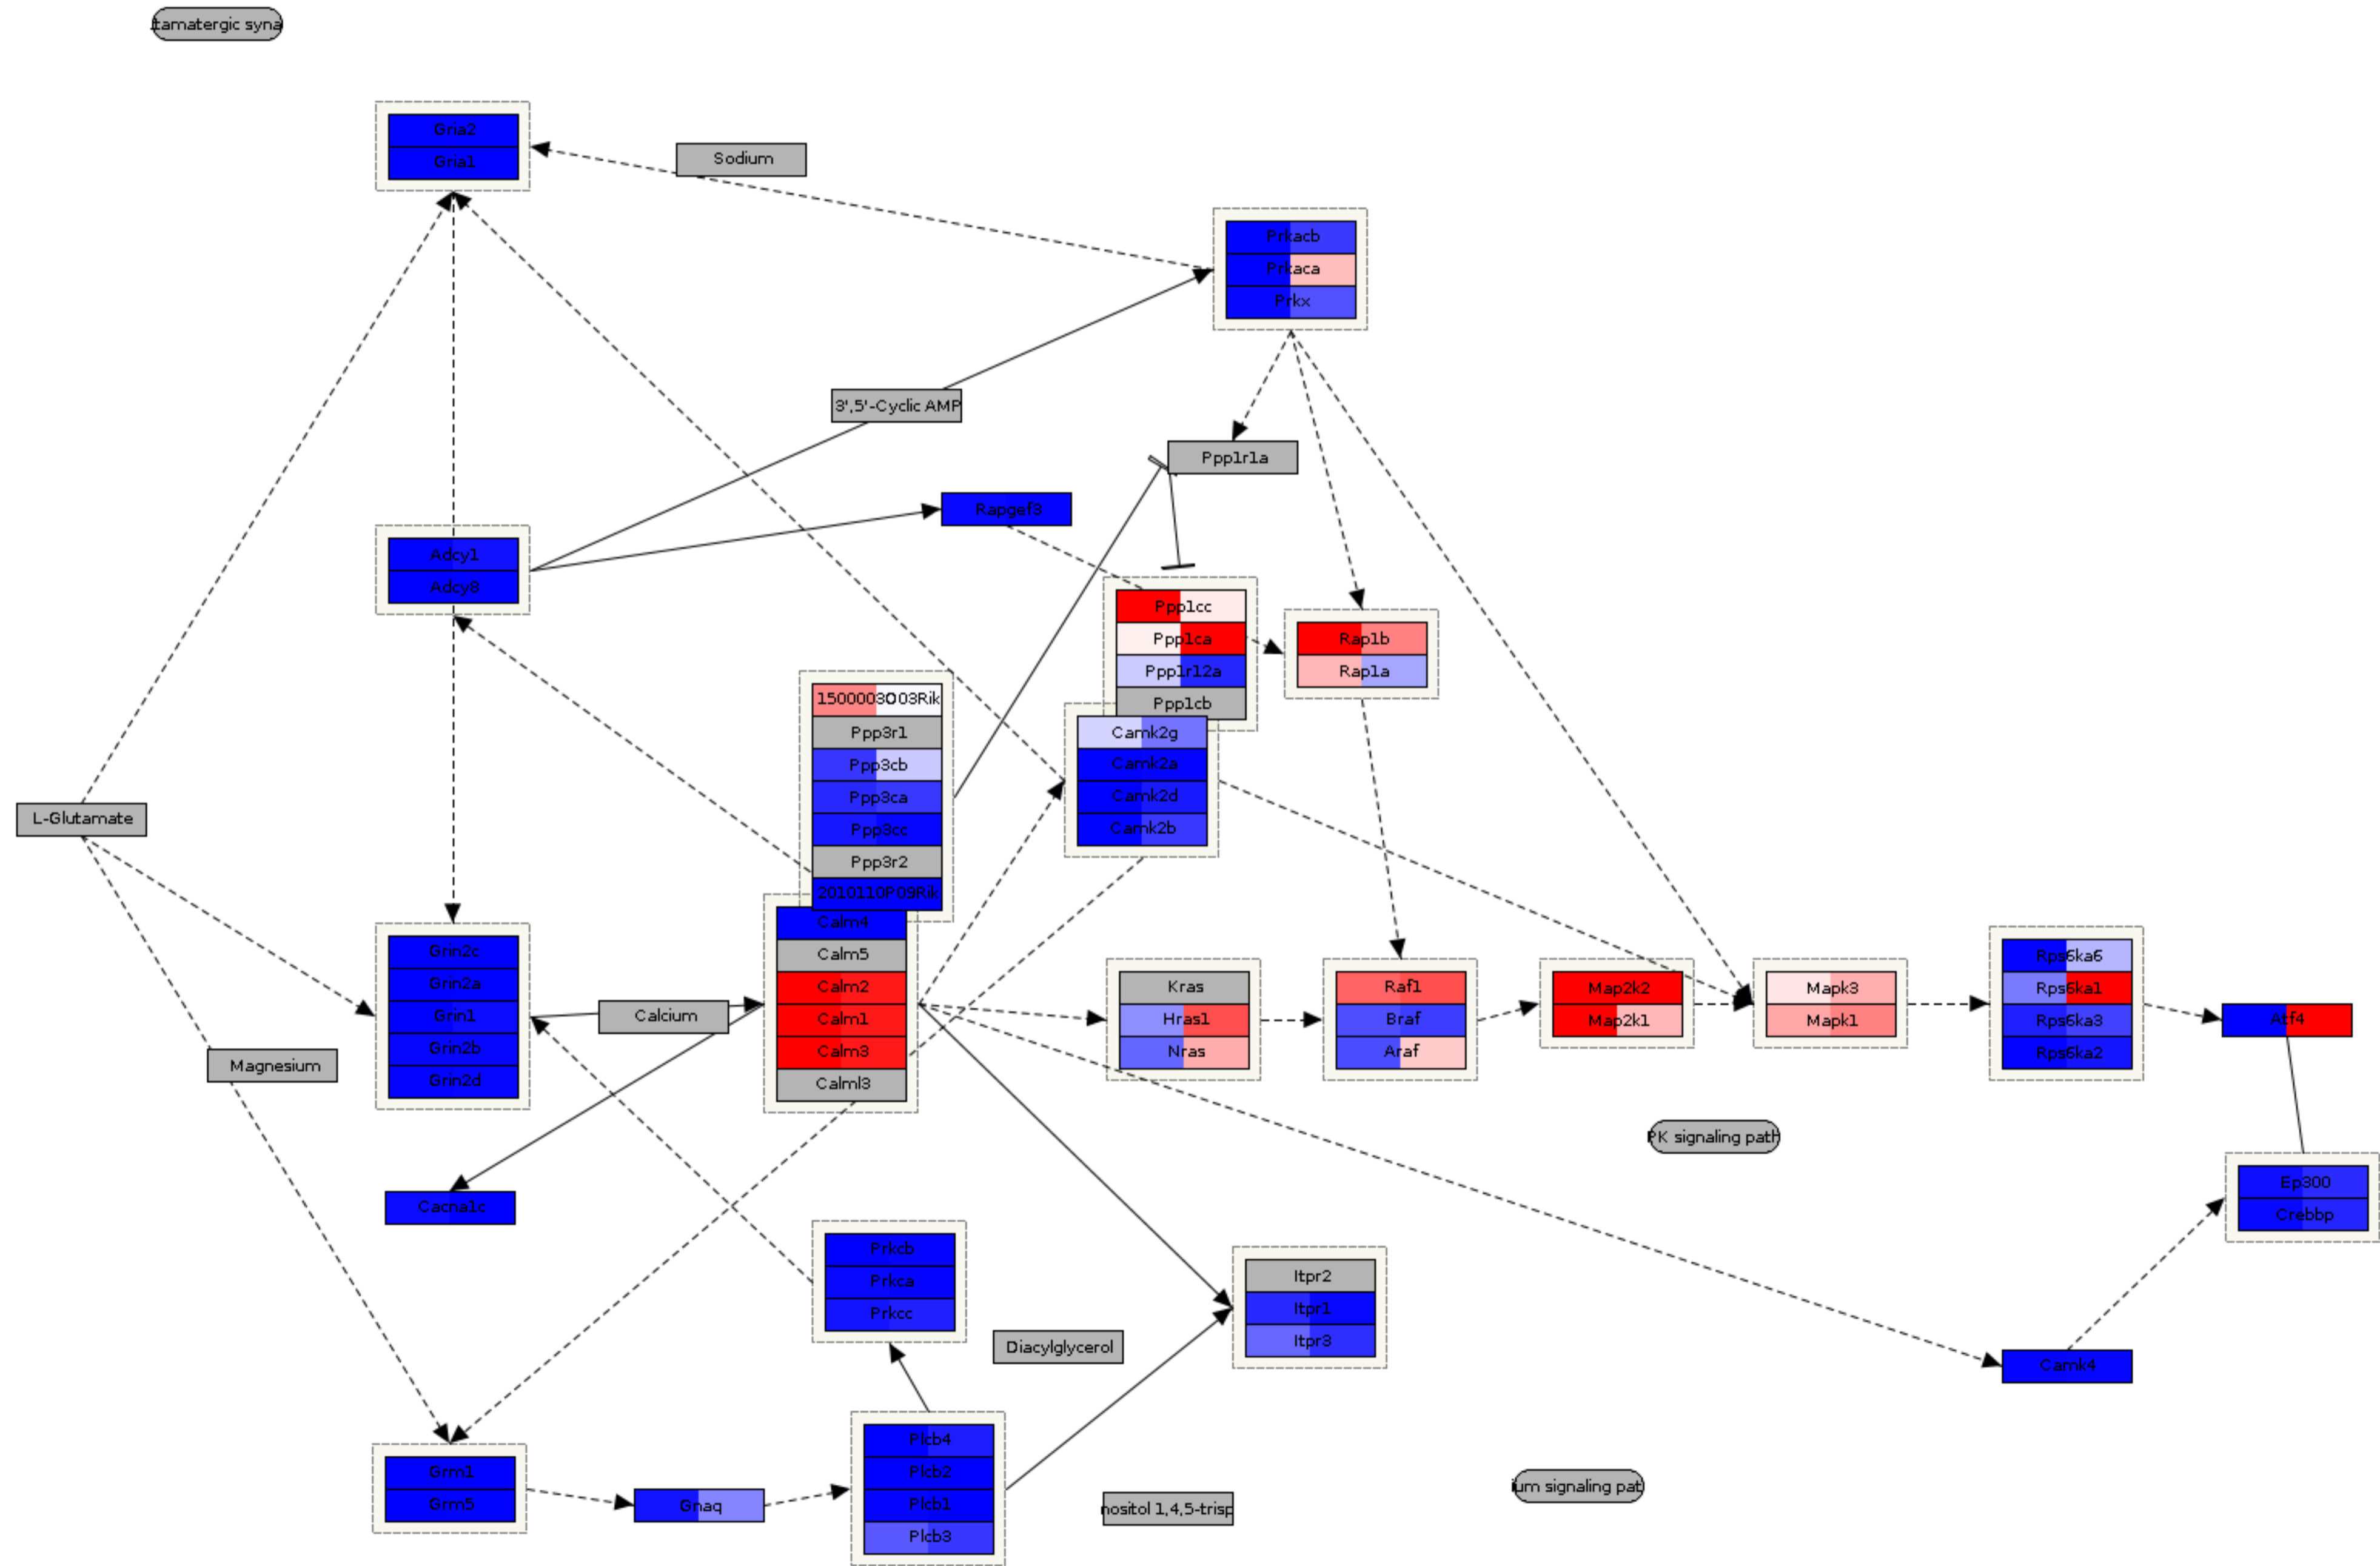 tamatergic syna
Gria2
Gria1
Sodium
Prkacb
Prkaca
Prkx
3',5'-Cyclic AMP
Ppp1r1a
Rapgef3
Adcy1
Adcy8
Ppp1cc
Ppp1ca
Ppp1r12a
Ppp1cb
Rap1b
Rap1a
1500003O03Rik
Ppp3r1
Ppp3cb
Ppp3ca
Ppp3cc
Ppp3r2
2010110P09Rik
Camk2g
Camk2a
Camk2d
Camk2b
L-Glutamate
Grin2c
Grin2a
Grin1
Grin2b
Grin2d
Calcium
Calm4
Calm5
Calm2
Calm1
Calm3
Calml3
Kras
Hras1
Nras
Raf1
Braf
Araf
Map2k2
Map2k1
Mapk3
Mapk1
Rps6ka6
Rps6ka1
Rps6ka3
Rps6ka2
Atf4
Magnesium
PK signaling path
Ep300
Crebbp
Cacna1c
Prkcb
Prkca
Prkcc
Itpr2
Itpr1
Itpr3
Diacylglycerol
Camk4
Grm1
Grm5
Gnaq
Plcb4
Plcb2
Plcb1
Plcb3
nositol 1,4,5-trisp
ium signaling pat